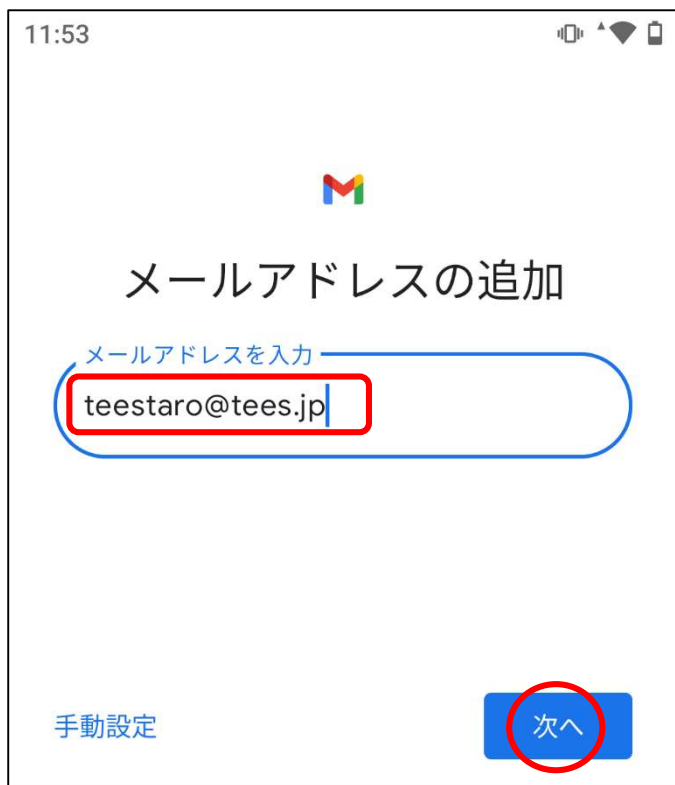 11:53
メールアドレスの追加
メールアドレスを入力
teestaro@tees.jp
手動設定
次へ